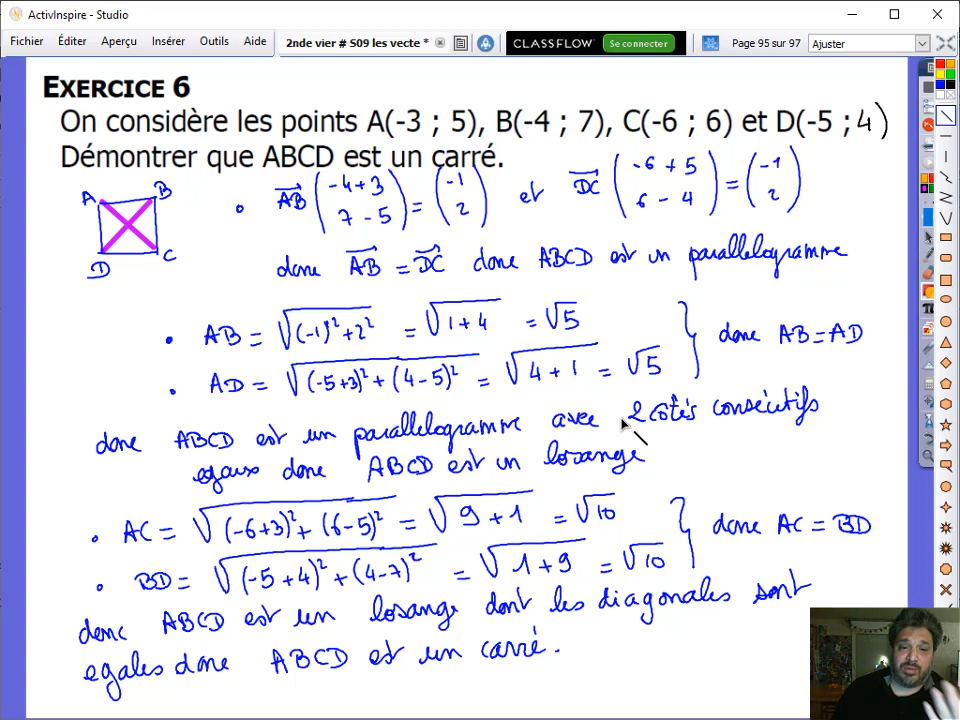 ActivInspire - Studio
Fichier Éditer Aperçu Insérer Outils Aide
2nde vier # S09 les vecte *
CLASSFLOW Se connecter
Page 95 sur 97
Ajuster
EXERCICE 6
On considère les points A(-3 ; 5), B(-4 ; 7), C(-6 ; 6) et D(-5 ; 4)
Démontrer que ABCD est un carré.
A B
D C
• AB→ (-4+3 ; 7-5) = (-1 ; 2) et DC→ (-6+5 ; 6-4) = (-1 ; 2)
donc AB→ = DC→ donc ABCD est un parallélogramme
• AB = √((-1)²+2²) = √(1+4) = √5
• AD = √((-5+3)²+(4-5)²) = √(4+1) = √5 } donc AB=AD
donc ABCD est un parallélogramme avec 2 côtés consécutifs
egaux donc ABCD est un losange
• AC = √((-6+3)²+(6-5)²) = √(9+1) = √10
• BD = √((-5+4)²+(4-7)²) = √(1+9) = √10 } donc AC = BD
donc ABCD est un losange dont les diagonales sont
egales donc ABCD est un carré.